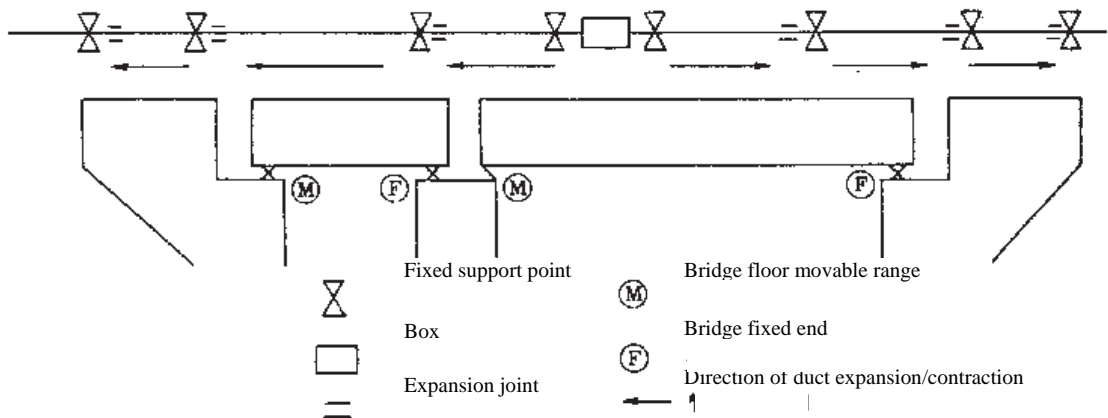 M
F
M
F
Fixed support point
M
Bridge floor movable range
Box
F
Bridge fixed end
Expansion joint
Direction of duct expansion/contraction